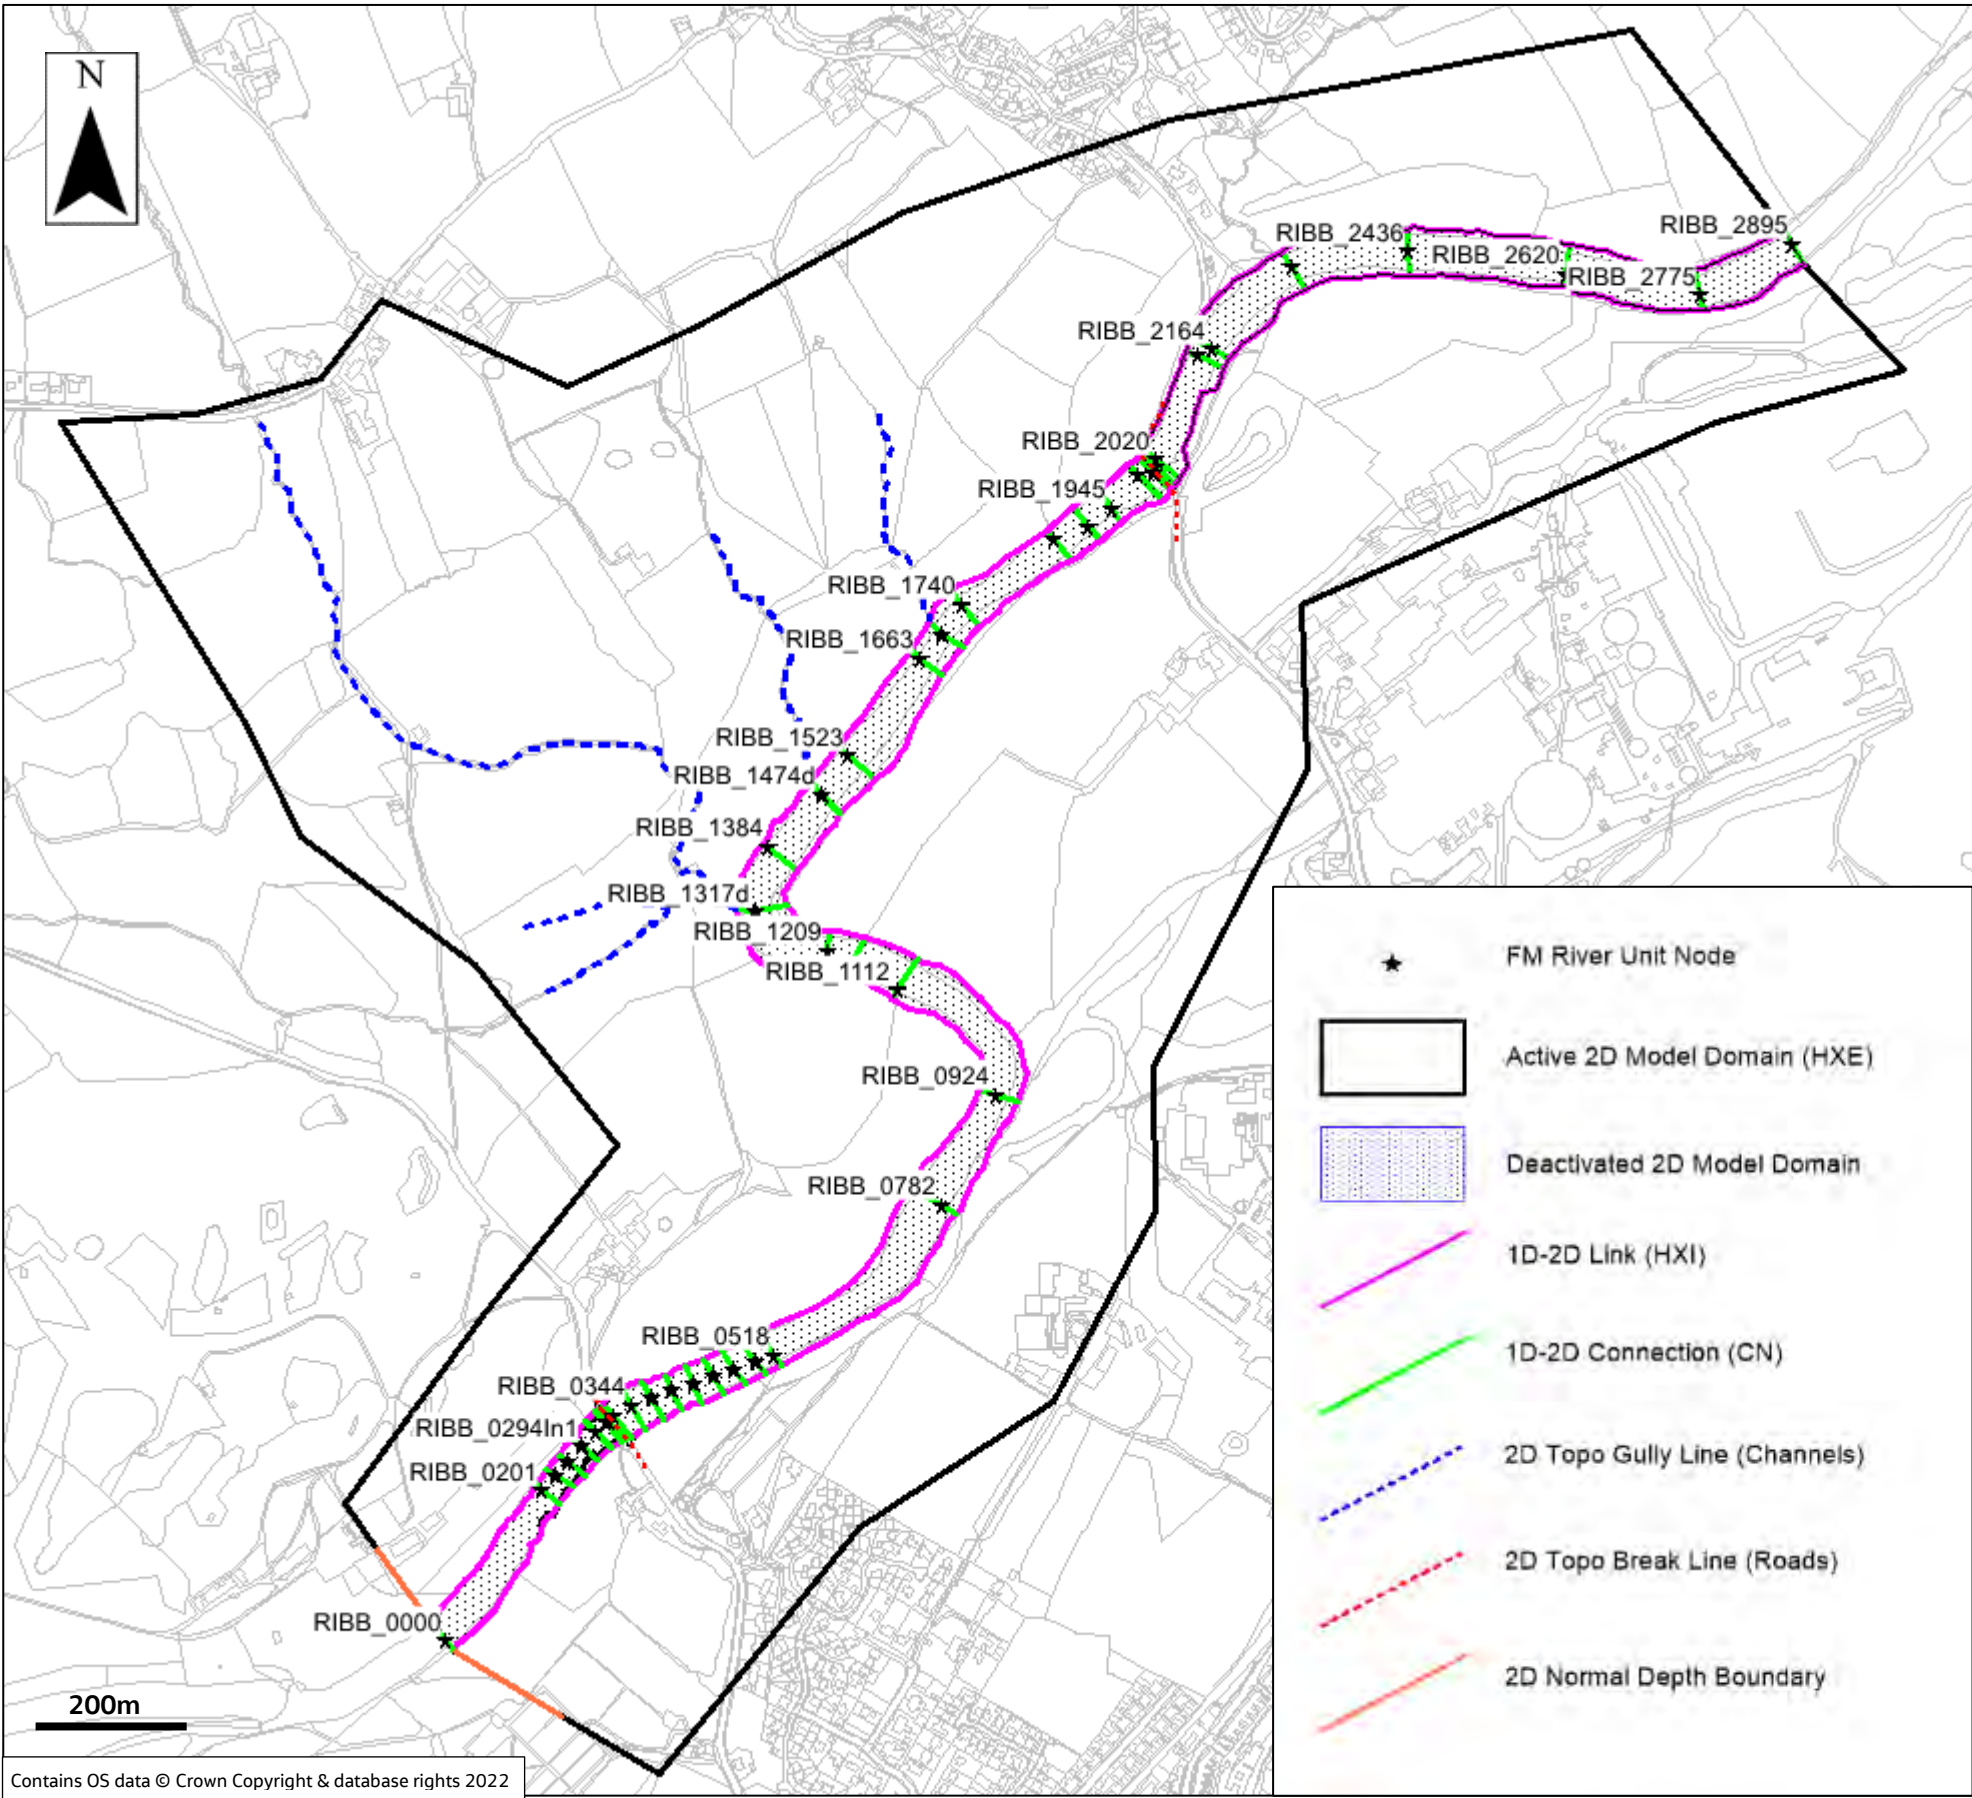 N
RIBB_2895
RIBB_2436
RIBB_2620
RIBB_2775
RIBB_2164
RIBB_2020
RIBB_1945
RIBB_1740
RIBB_1663
RIBB_1523
RIBB_1474d
RIBB_1384
RIBB_1317d
RIBB_1209
RIBB_1112
RIBB_0924
RIBB_0782
RIBB_0518
RIBB_0344
RIBB_0294In1
RIBB_0201
RIBB_0000
200m
Contains OS data © Crown Copyright & database rights 2022
FM River Unit Node
Active 2D Model Domain (HXE)
Deactivated 2D Model Domain
1D-2D Link (HXI)
1D-2D Connection (CN)
2D Topo Gully Line (Channels)
2D Topo Break Line (Roads)
2D Normal Depth Boundary